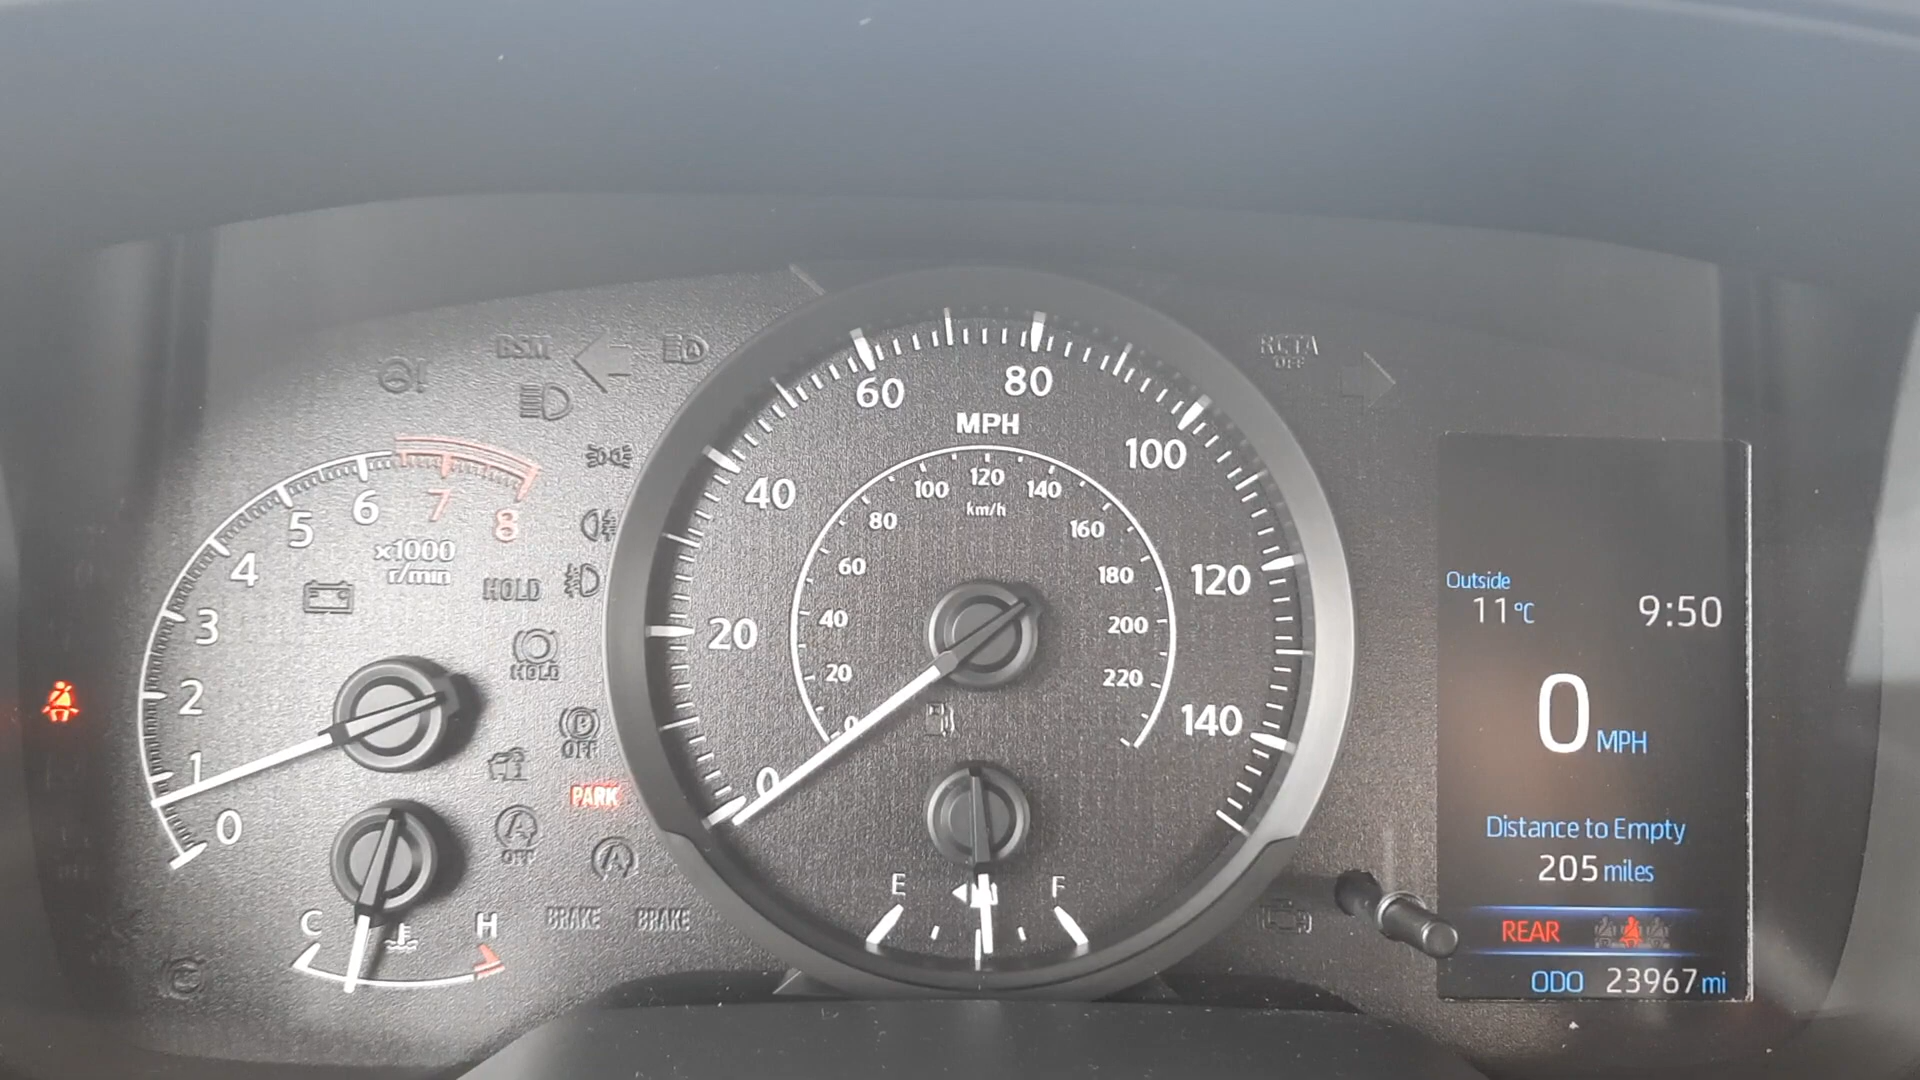 BSM
RCTA
OFF
60
80
MPH
40
100
20
120
0
140
100
120
140
km/h
80
160
60
180
40
200
20
220
0
6
7
8
5
4
3
2
1
0
x1000
r/min
HOLD
HOLD
P
OFF
PARK
A
OFF
A
BRAKE
BRAKE
C
H
E
F
Outside
11°C
9:50
0 MPH
Distance to Empty
205 miles
REAR
ODO 23967 mi